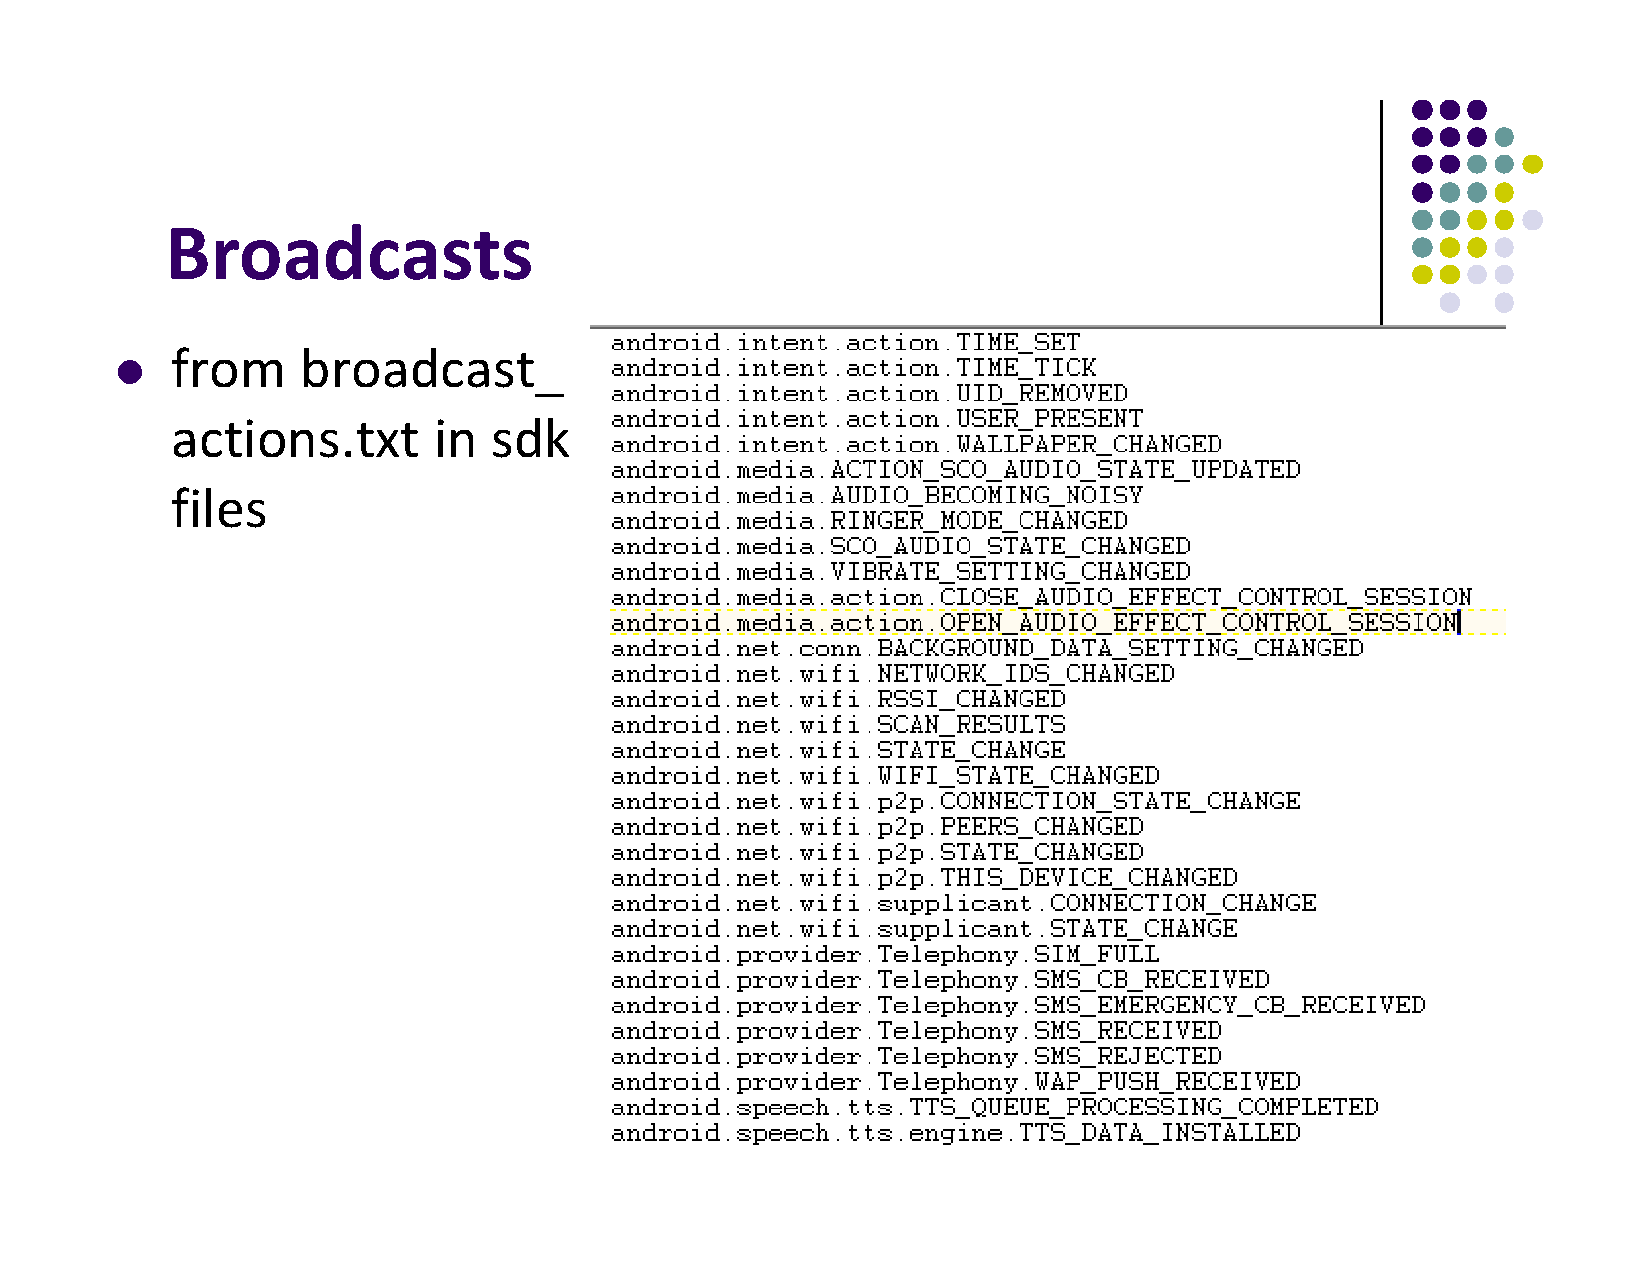 Broadcasts
from broadcast_
actions.txt in sdk
files
android.intent.action.TIME_SET
android.intent.action.TIME_TICK
android.intent.action.UID_REMOVED
android.intent.action.USER_PRESENT
android.intent.action.WALLPAPER_CHANGED
android.media.ACTION_SCO_AUDIO_STATE_UPDATED
android.media.AUDIO_BECOMING_NOISY
android.media.RINGER_MODE_CHANGED
android.media.SCO_AUDIO_STATE_CHANGED
android.media.VIBRATE_SETTING_CHANGED
android.media.action.CLOSE_AUDIO_EFFECT_CONTROL_SESSION
android.media.action.OPEN_AUDIO_EFFECT_CONTROL_SESSION
android.net.conn.BACKGROUND_DATA_SETTING_CHANGED
android.net.wifi.NETWORK_IDS_CHANGED
android.net.wifi.RSSI_CHANGED
android.net.wifi.SCAN_RESULTS
android.net.wifi.STATE_CHANGE
android.net.wifi.WIFI_STATE_CHANGED
android.net.wifi.p2p.CONNECTION_STATE_CHANGE
android.net.wifi.p2p.PEERS_CHANGED
android.net.wifi.p2p.STATE_CHANGED
android.net.wifi.p2p.THIS_DEVICE_CHANGED
android.net.wifi.supplicant.CONNECTION_CHANGE
android.net.wifi.supplicant.STATE_CHANGE
android.provider.Telephony.SIM_FULL
android.provider.Telephony.SMS_CB_RECEIVED
android.provider.Telephony.SMS_EMERGENCY_CB_RECEIVED
android.provider.Telephony.SMS_RECEIVED
android.provider.Telephony.SMS_REJECTED
android.provider.Telephony.WAP_PUSH_RECEIVED
android.speech.tts.TTS_QUEUE_PROCESSING_COMPLETED
android.speech.tts.engine.TTS_DATA_INSTALLED